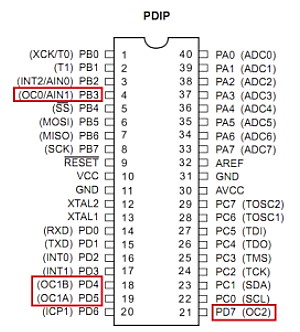 PDIP
(XCK/T0) PB0 1 40 PA0 (ADC0)
(T1) PB1 2 39 PA1 (ADC1)
(INT2/AIN0) PB2 3 38 PA2 (ADC2)
(OC0/AIN1) PB3 4 37 PA3 (ADC3)
(SS) PB4 5 36 PA4 (ADC4)
(MOSI) PB5 6 35 PA5 (ADC5)
(MISO) PB6 7 34 PA6 (ADC6)
(SCK) PB7 8 33 PA7 (ADC7)
RESET 9 32 AREF
VCC 10 31 GND
GND 11 30 AVCC
XTAL2 12 29 PC7 (TOSC2)
XTAL1 13 28 PC6 (TOSC1)
(RXD) PD0 14 27 PC5 (TDI)
(TXD) PD1 15 26 PC4 (TDO)
(INT0) PD2 16 25 PC3 (TMS)
(INT1) PD3 17 24 PC2 (TCK)
(OC1B) PD4 18 23 PC1 (SDA)
(OC1A) PD5 19 22 PC0 (SCL)
(ICP1) PD6 20 21 PD7 (OC2)